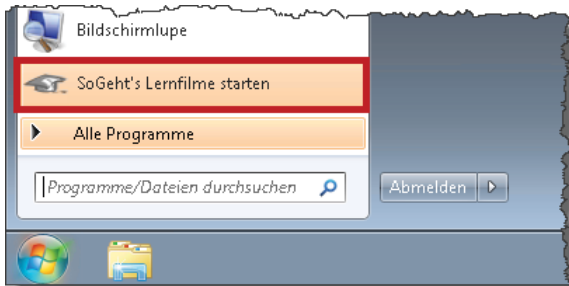 Bildschirmlupe
SoGeht's Lernfilme starten
Alle Programme
Programme/Dateien durchsuchen
Abmelden